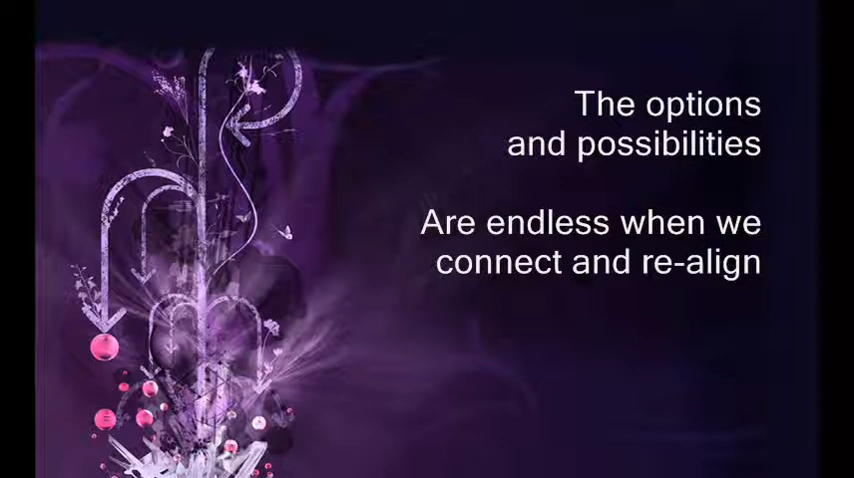 The options
and possibilities
Are endless when we
connect and re-align